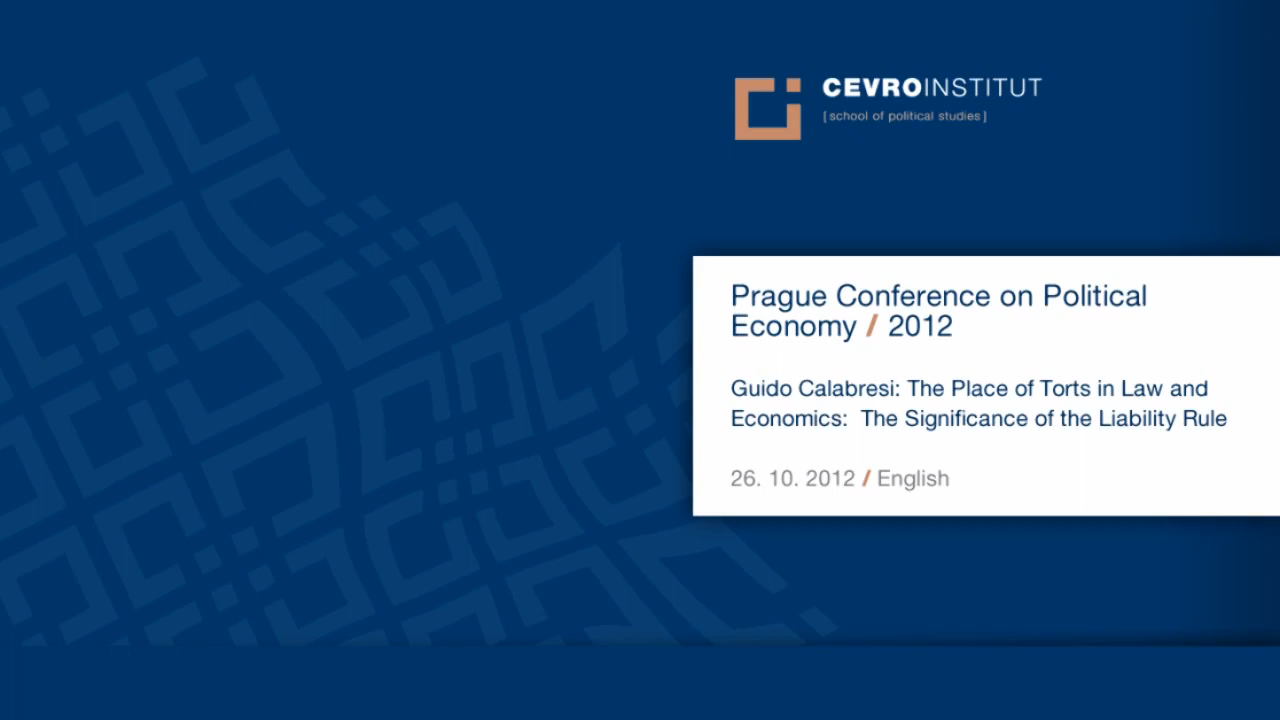 CEVROINSTITUT
[school of political studies]
Prague Conference on Political
Economy / 2012
Guido Calabresi: The Place of Torts in Law and
Economics: The Significance of the Liability Rule
26. 10. 2012 / English